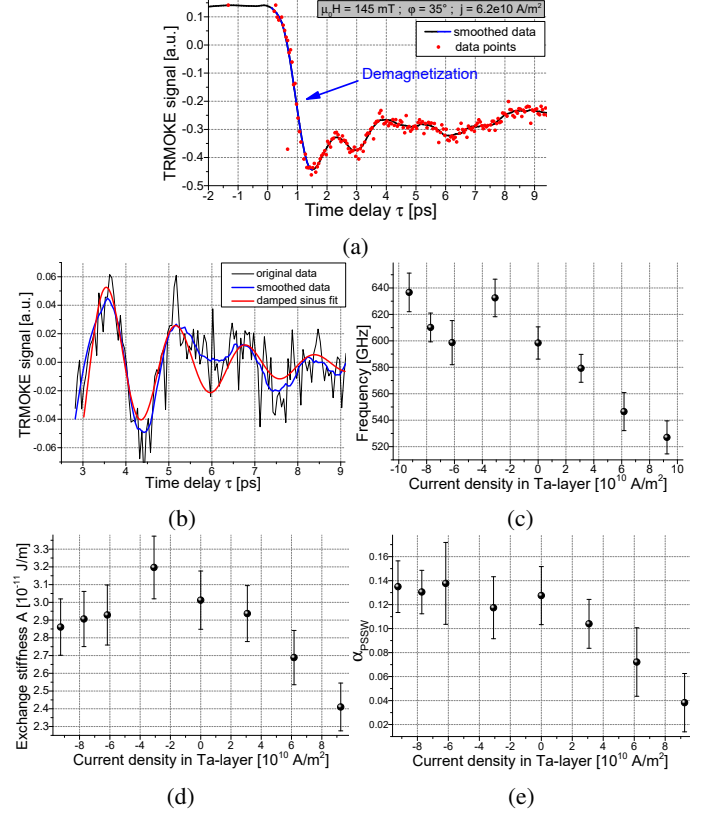 μ₀H = 145 mT ; φ = 35° ; j = 6.2e10 A/m²
smoothed data
data points
Demagnetization
TRMOKE signal [a.u.]
0.1
0.0
-0.1
-0.2
-0.3
-0.4
-0.5
-2 -1 0 1 2 3 4 5 6 7 8 9
Time delay τ [ps]
(a)
original data
smoothed data
damped sinus fit
TRMOKE signal [a.u.]
0.06
0.04
0.02
0.00
-0.02
-0.04
-0.06
3 4 5 6 7 8 9
Time delay τ [ps]
(b)
Frequency [GHz]
640
620
600
580
560
540
520
-10 -8 -6 -4 -2 0 2 4 6 8 10
Current density in Ta-layer [10¹⁰ A/m²]
(c)
Exchange stiffness A [10⁻¹¹ J/m]
3.3
3.2
3.1
3.0
2.9
2.8
2.7
2.6
2.5
2.4
2.3
-8 -6 -4 -2 0 2 4 6 8
Current density in Ta-layer [10¹⁰ A/m²]
(d)
α_PSSW
0.16
0.14
0.12
0.10
0.08
0.06
0.04
0.02
-8 -6 -4 -2 0 2 4 6 8
Current density in Ta-layer [10¹⁰ A/m²]
(e)